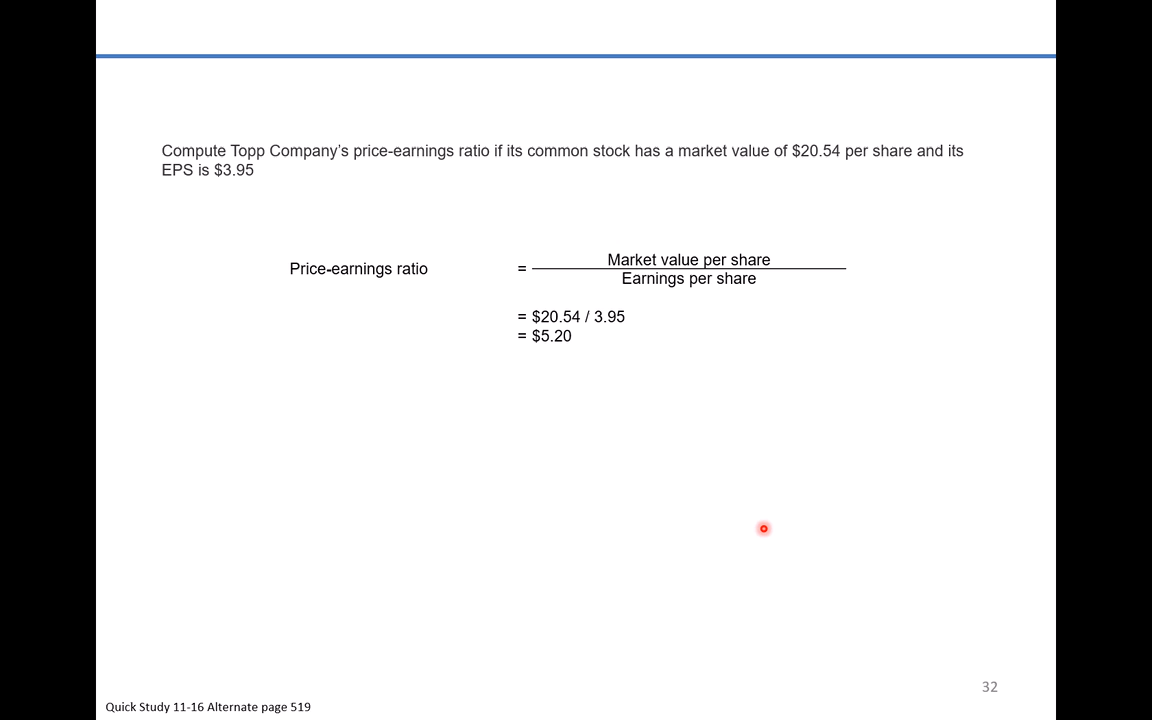 Compute Topp Company’s price-earnings ratio if its common stock has a market value of $20.54 per share and its
EPS is $3.95
Price-earnings ratio = Market value per share
Earnings per share
= $20.54 / 3.95
= $5.20
32
Quick Study 11-16 Alternate page 519